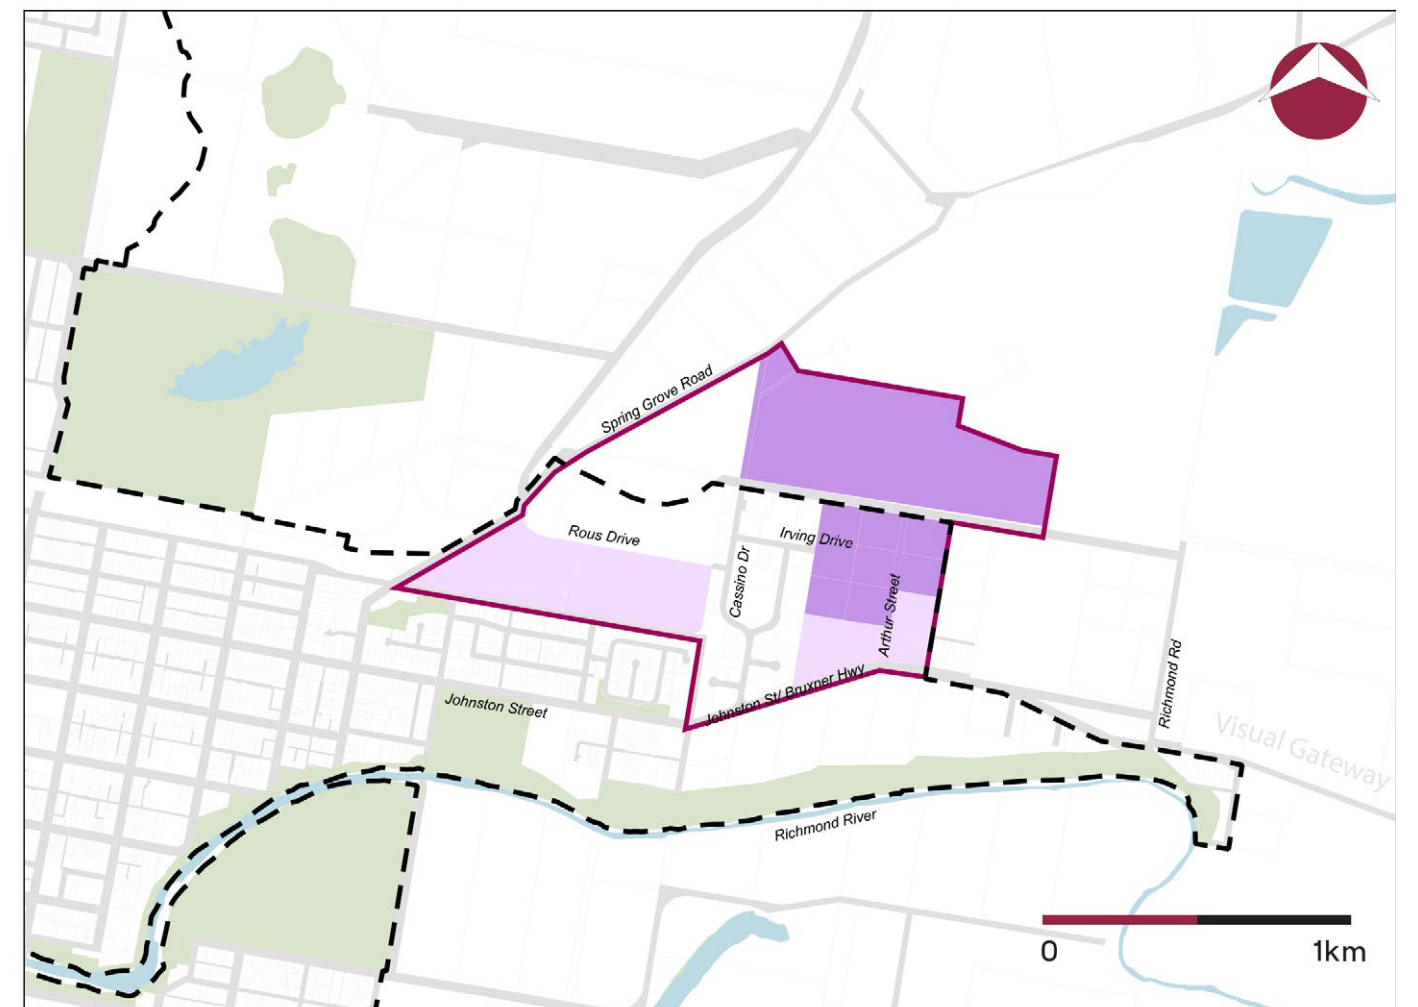 Spring Grove Road
Rous Drive
Irving Drive
Cassino Dr
Arthur Street
Johnston St/ Bruxner Hwy
Richmond Rd
Johnston Street
Visual Gateway
Richmond River
0
1km